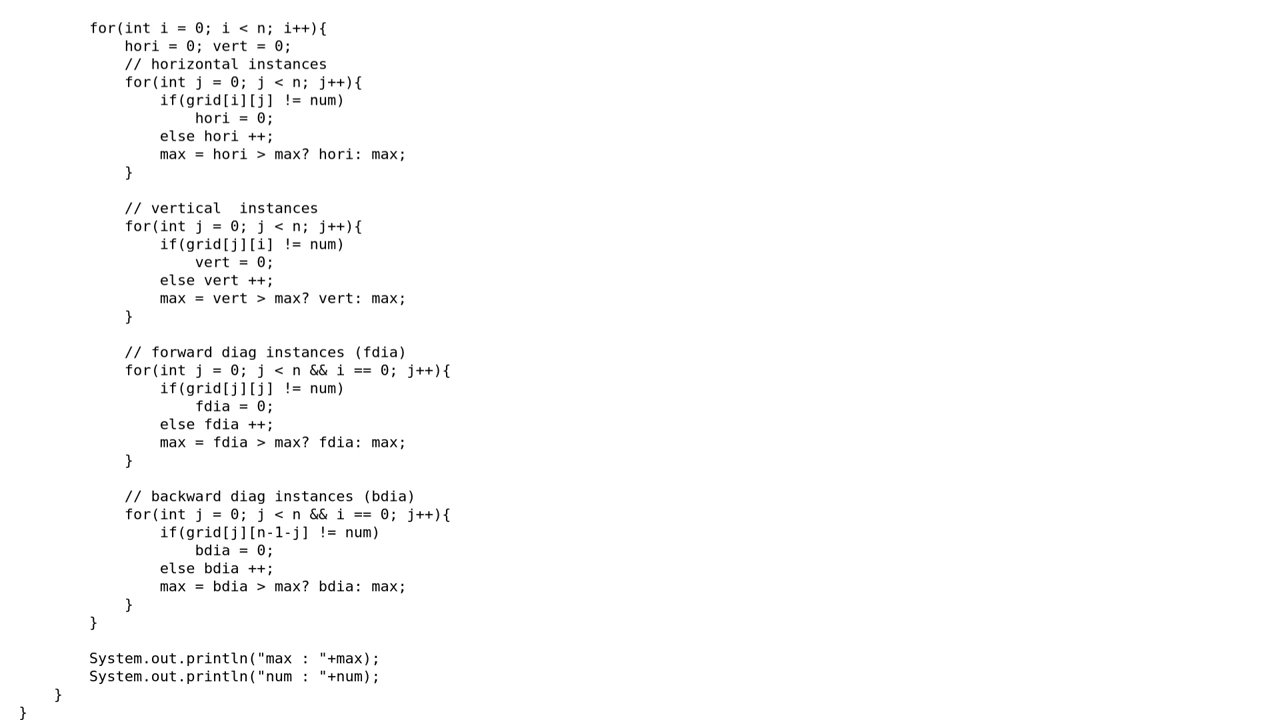 for(int i = 0; i < n; i++){
hori = 0; vert = 0;
// horizontal instances
for(int j = 0; j < n; j++){
if(grid[i][j] != num)
hori = 0;
else hori ++;
max = hori > max? hori: max;
}
// vertical  instances
for(int j = 0; j < n; j++){
if(grid[j][i] != num)
vert = 0;
else vert ++;
max = vert > max? vert: max;
}
// forward diag instances (fdia)
for(int j = 0; j < n && i == 0; j++){
if(grid[j][j] != num)
fdia = 0;
else fdia ++;
max = fdia > max? fdia: max;
}
// backward diag instances (bdia)
for(int j = 0; j < n && i == 0; j++){
if(grid[j][n-1-j] != num)
bdia = 0;
else bdia ++;
max = bdia > max? bdia: max;
}
}
System.out.println("max : "+max);
System.out.println("num : "+num);
}
}